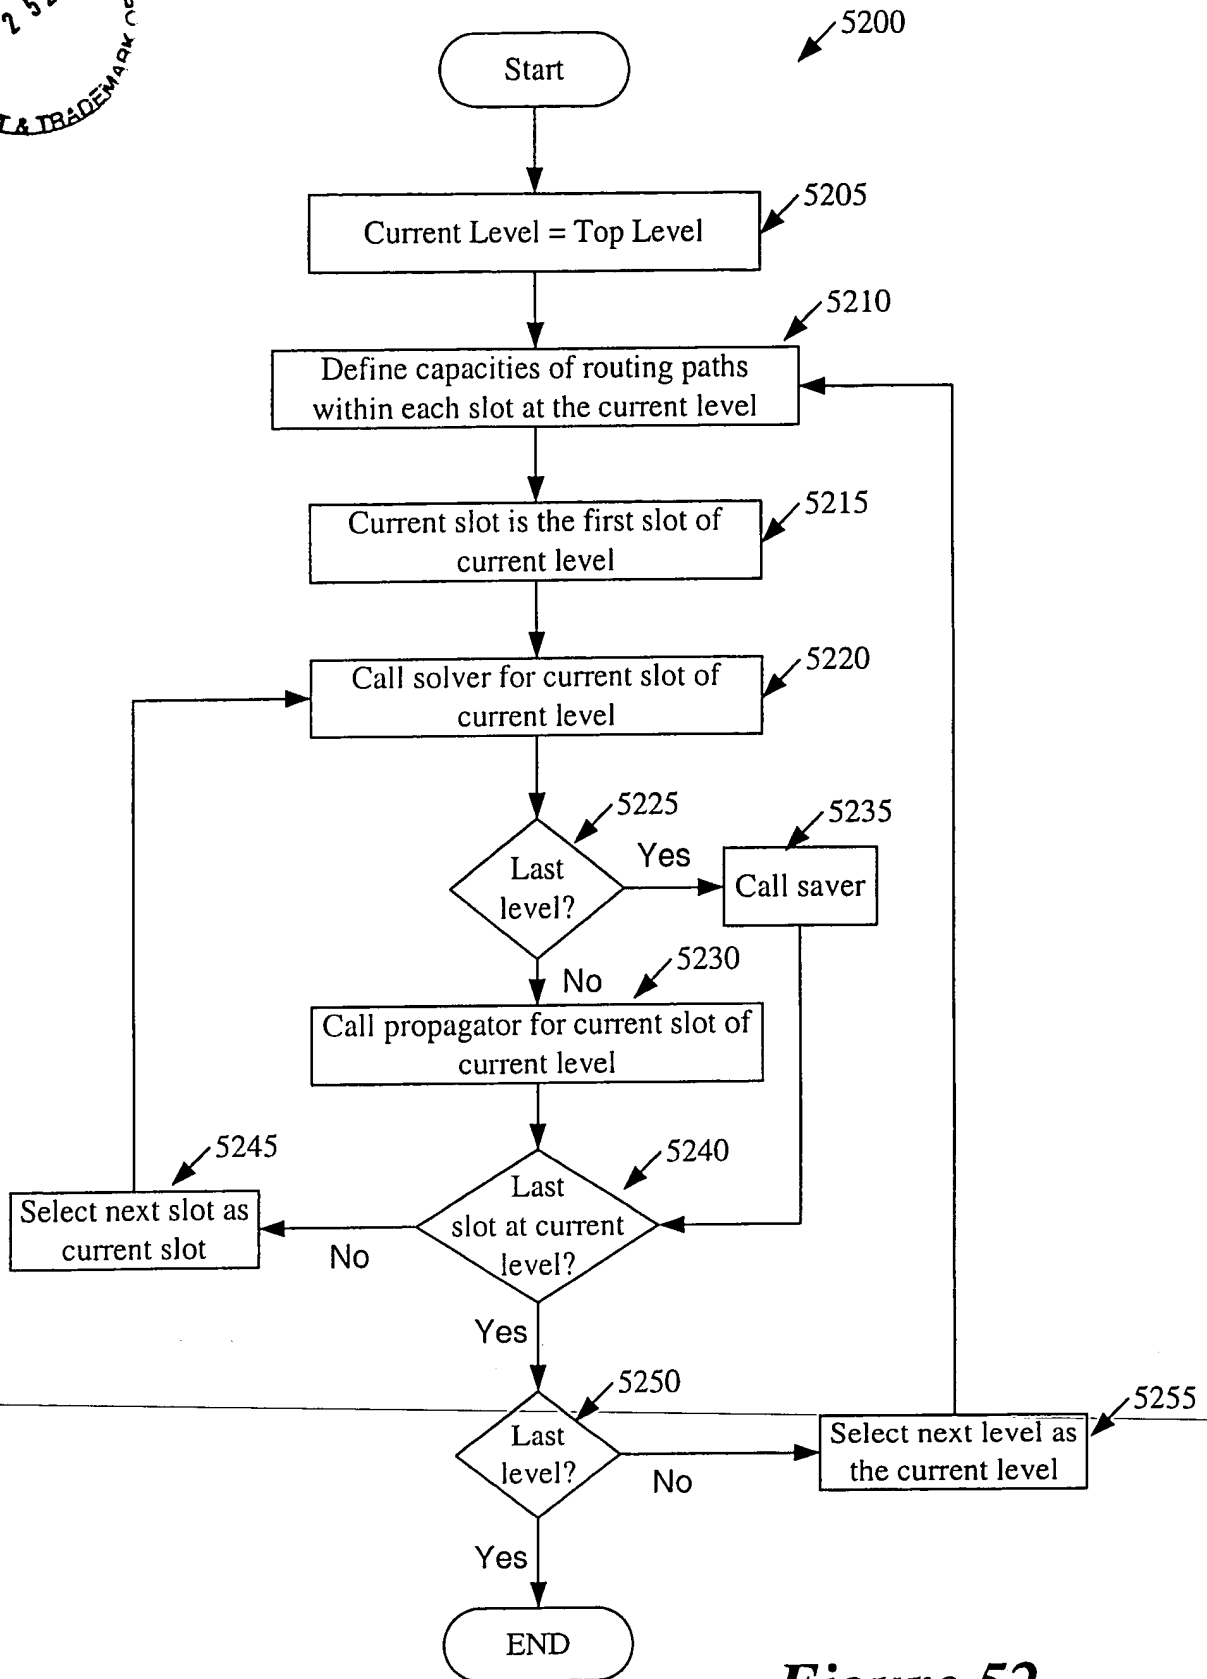 T & TRADEMARK
5200
Start
5205
Current Level = Top Level
5210
Define capacities of routing paths
within each slot at the current level
5215
Current slot is the first slot of
current level
5220
Call solver for current slot of
current level
5225
5235
Last
level?
Yes
Call saver
5230
No
Call propagator for current slot of
current level
5245
5240
Select next slot as
current slot
Last
slot at current
level?
No
Yes
5250
5255
Last
level?
Select next level as
the current level
No
Yes
END
Figure 52